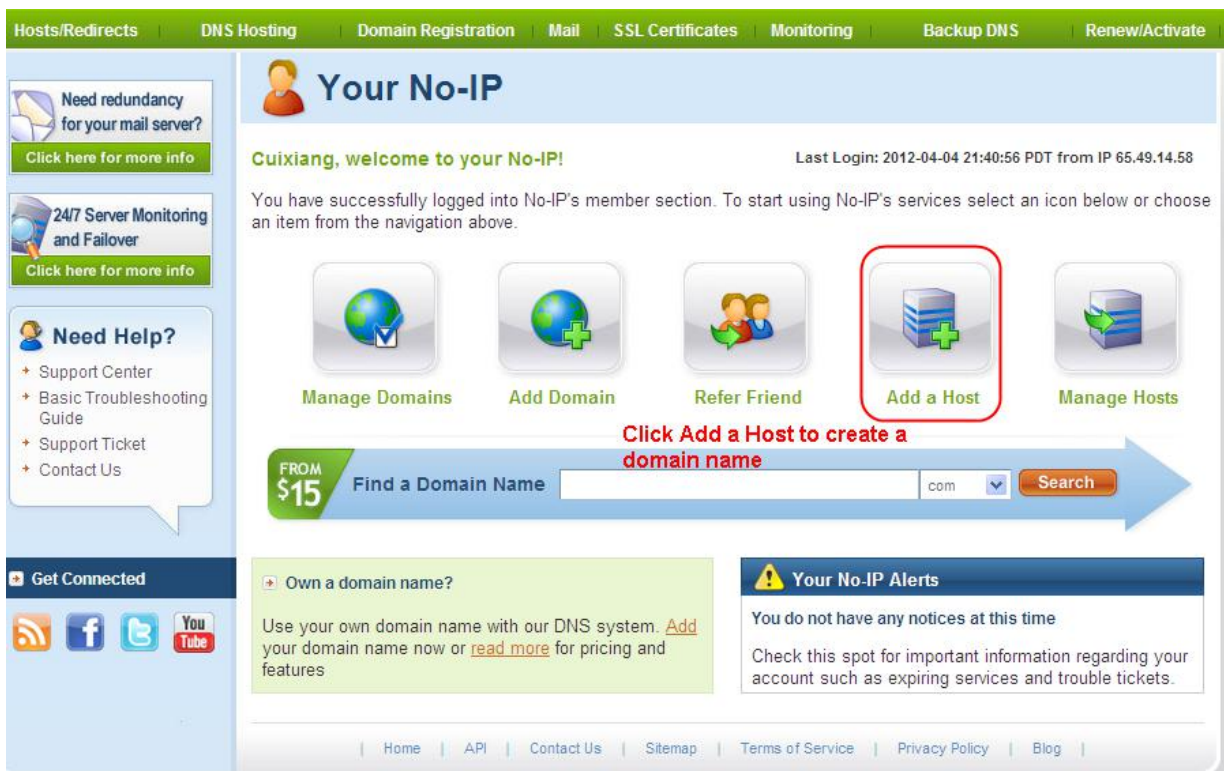 Hosts/Redirects DNS Hosting Domain Registration Mail SSL Certificates Monitoring Backup DNS Renew/Activate
Need redundancy
for your mail server?
Click here for more info
24/7 Server Monitoring
and Failover
Click here for more info
Need Help?
Support Center
Basic Troubleshooting
Guide
Support Ticket
Contact Us
Get Connected
You
Tube
Your No-IP
Cuixiang, welcome to your No-IP!
Last Login: 2012-04-04 21:40:56 PDT from IP 65.49.14.58
You have successfully logged into No-IP's member section. To start using No-IP's services select an icon below or choose
an item from the navigation above.
Manage Domains Add Domain Refer Friend Add a Host Manage Hosts
Click Add a Host to create a
domain name
FROM
$15
Find a Domain Name com Search
Own a domain name?
Use your own domain name with our DNS system. Add
your domain name now or read more for pricing and
features
Your No-IP Alerts
You do not have any notices at this time
Check this spot for important information regarding your
account such as expiring services and trouble tickets.
| Home | API | Contact Us | Sitemap | Terms of Service | Privacy Policy | Blog |